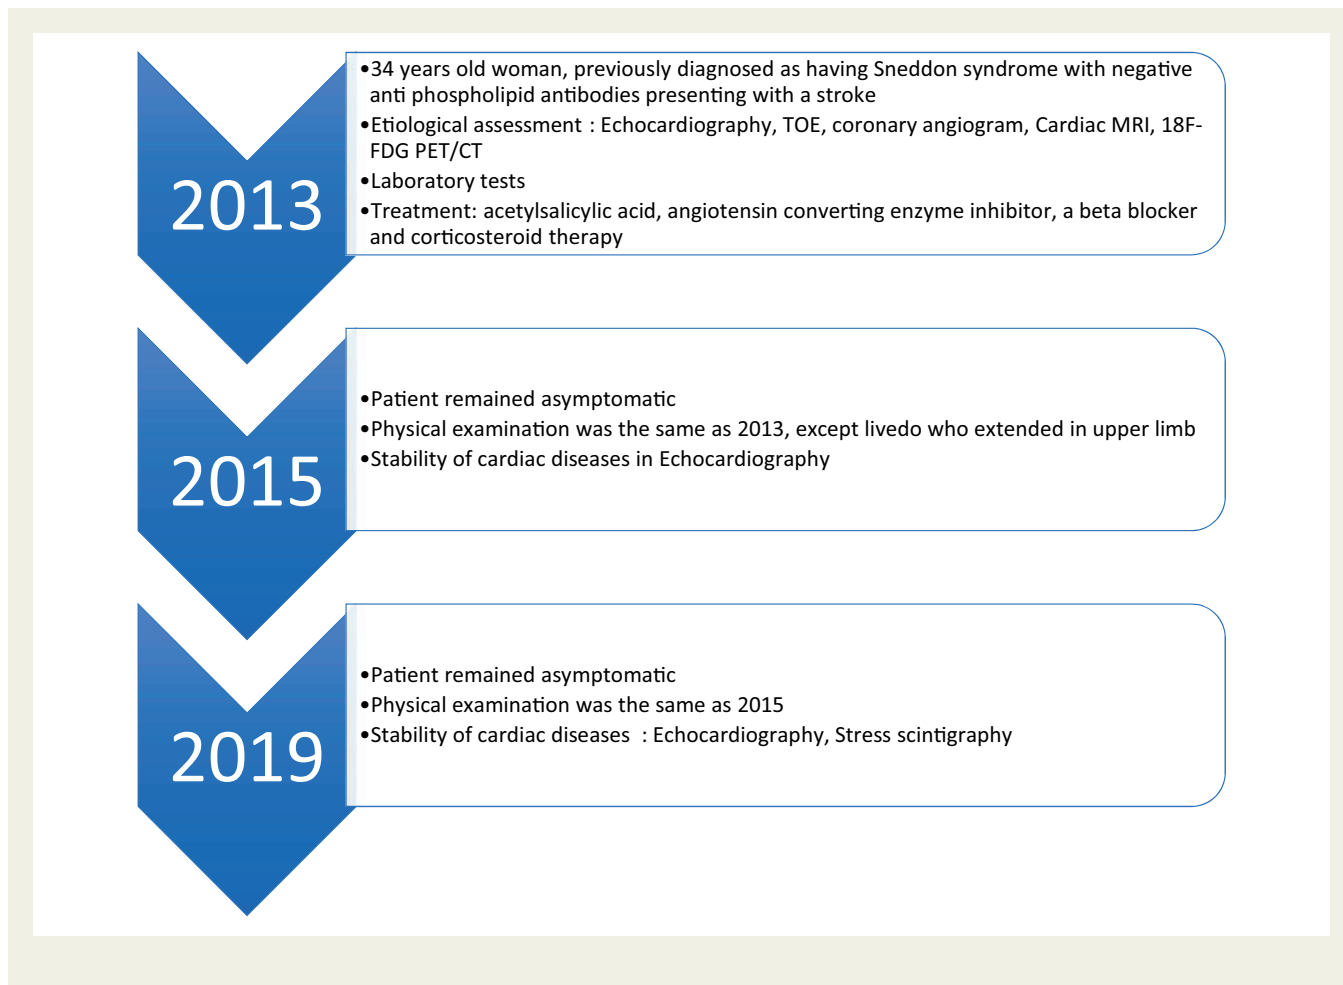 2013
•34 years old woman, previously diagnosed as having Sneddon syndrome with negative
anti phospholipid antibodies presenting with a stroke
•Etiological assessment : Echocardiography, TOE, coronary angiogram, Cardiac MRI, 18F-
FDG PET/CT
•Laboratory tests
•Treatment: acetylsalicylic acid, angiotensin converting enzyme inhibitor, a beta blocker
and corticosteroid therapy
2015
•Patient remained asymptomatic
•Physical examination was the same as 2013, except livedo who extended in upper limb
•Stability of cardiac diseases in Echocardiography
2019
•Patient remained asymptomatic
•Physical examination was the same as 2015
•Stability of cardiac diseases : Echocardiography, Stress scintigraphy